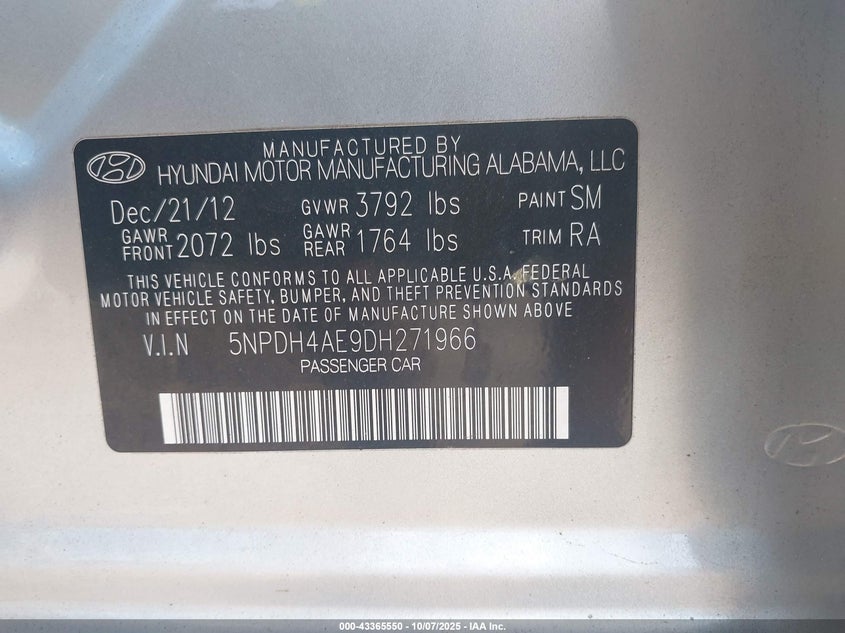 MANUFACTURED BY
HYUNDAI MOTOR MANUFACTURING ALABAMA, LLC
Dec/21/12 GVWR 3792 lbs PAINT SM
GAWR FRONT 2072 lbs GAWR REAR 1764 lbs TRIM RA
THIS VEHICLE CONFORMS TO ALL APPLICABLE U.S.A. FEDERAL
MOTOR VEHICLE SAFETY, BUMPER, AND THEFT PREVENTION STANDARDS
IN EFFECT ON THE DATE OF MANUFACTURE SHOWN ABOVE
V.I.N 5NPDH4AE9DH271966
PASSENGER CAR
000-43365550 - 10/07/2025 - IAA Inc.